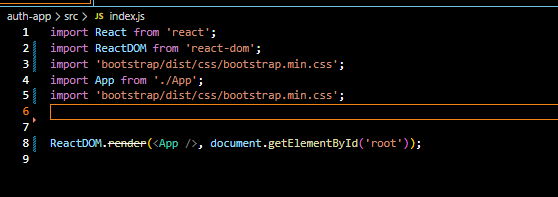 auth-app > src > JS index.js
1 import React from 'react';
2 import ReactDOM from 'react-dom';
3 import 'bootstrap/dist/css/bootstrap.min.css';
4 import App from './App';
5 import 'bootstrap/dist/css/bootstrap.min.css';
6
7
8 ReactDOM.render(<App />, document.getElementById('root'));
9